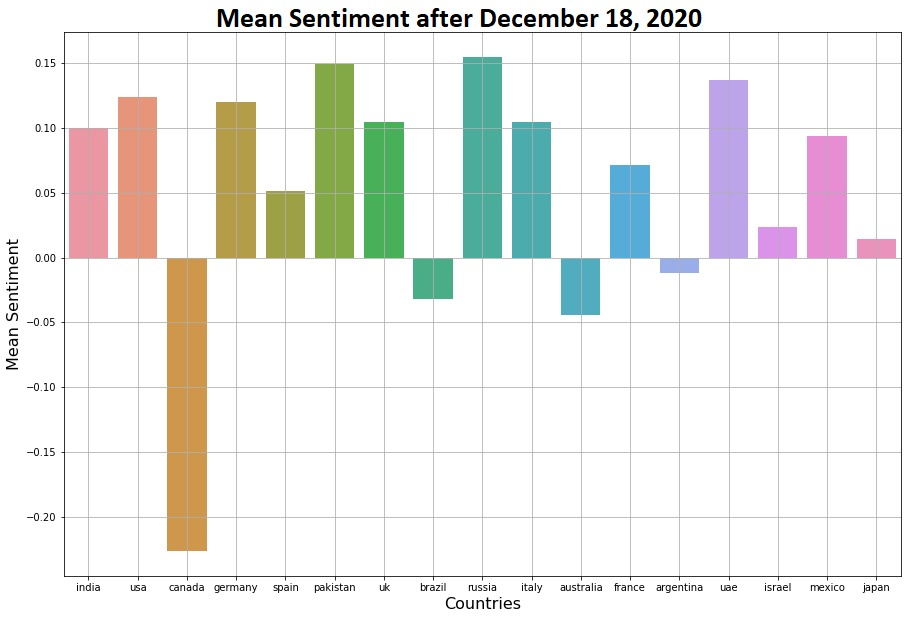 Mean Sentiment after December 18, 2020
Mean Sentiment
0.15
0.10
0.05
0.00
−0.05
−0.10
−0.15
−0.20
india usa canada germany spain pakistan uk brazil russia italy australia france argentina uae israel mexico japan
Countries